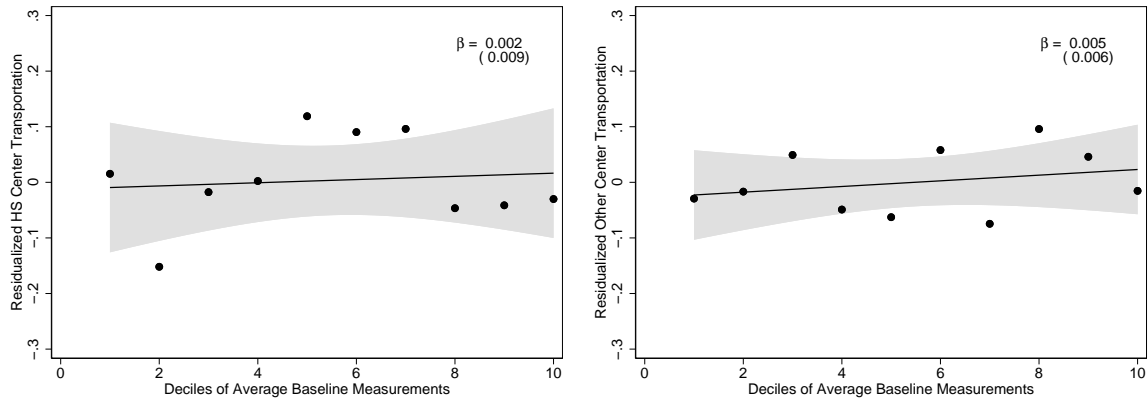 .3
.2
.1
0
−.1
−.2
−.3
Residualized HS Center Transportation
β = 0.002
( 0.009)
0 2 4 6 8 10
Deciles of Average Baseline Measurements
.3
.2
.1
0
−.1
−.2
−.3
Residualized Other Center Transportation
β = 0.005
( 0.006)
0 2 4 6 8 10
Deciles of Average Baseline Measurements